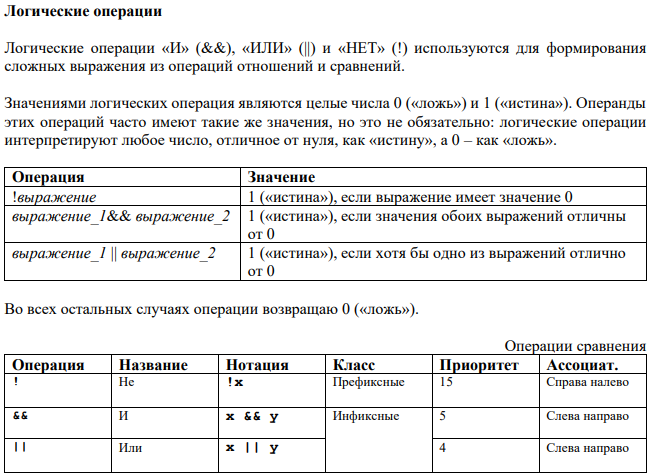 Логические операции
Логические операции «И» (&&), «ИЛИ» (||) и «НЕТ» (!) используются для формирования
сложных выражения из операций отношений и сравнений.
Значениями логических операция являются целые числа 0 («ложь») и 1 («истина»). Операнды
этих операций часто имеют такие же значения, но это не обязательно: логические операции
интерпретируют любое число, отличное от нуля, как «истину», а 0 – как «ложь».
Операция Значение
!выражение 1 («истина»), если выражение имеет значение 0
выражение_1&& выражение_2 1 («истина»), если значения обоих выражений отличны
от 0
выражение_1 || выражение_2 1 («истина»), если хотя бы одно из выражений отлично
от 0
Во всех остальных случаях операции возвращаю 0 («ложь»).
Операции сравнения
Операция Название Нотация Класс Приоритет Ассоциат.
! Не !x Префиксные 15 Справа налево
&& И x && y Инфиксные 5 Слева направо
|| Или x || y 4 Слева направо